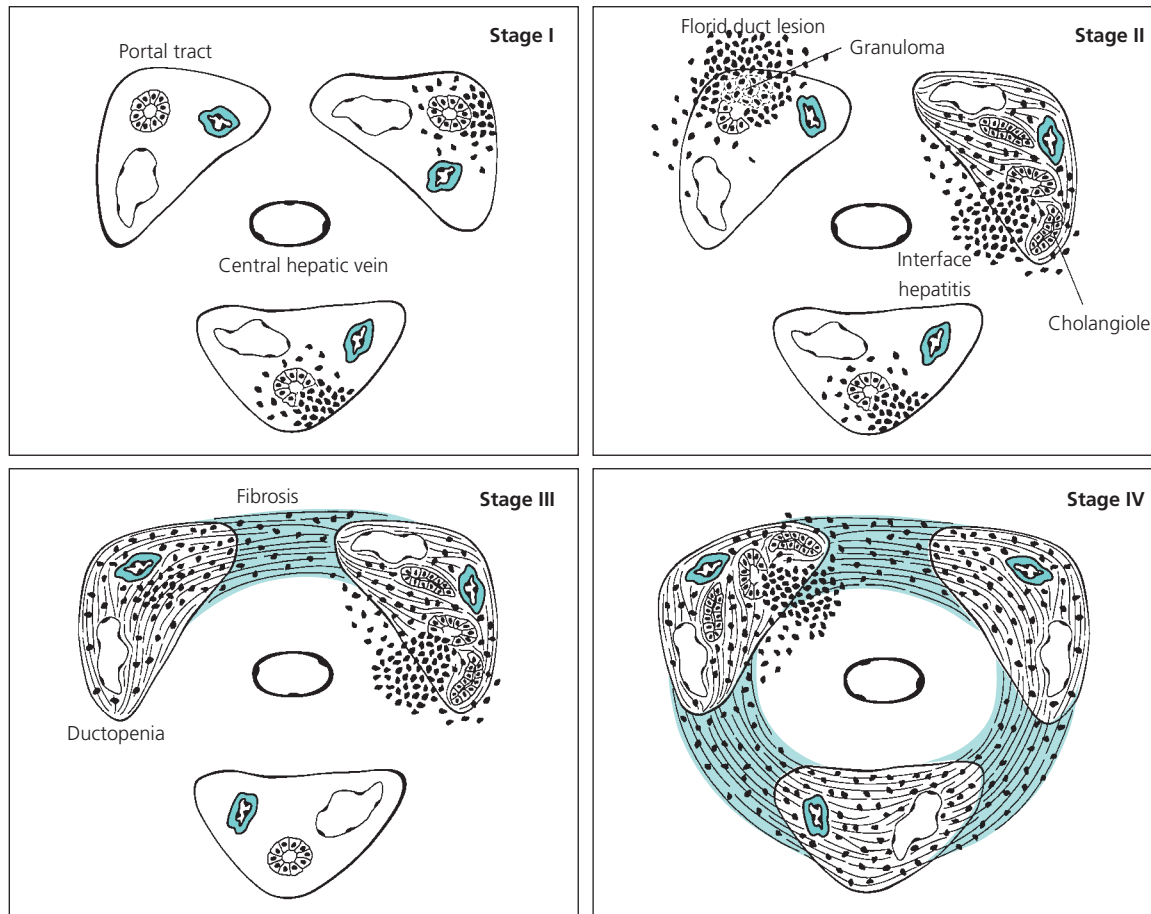 Stage I
Portal tract
Central hepatic vein
Stage II
Florid duct lesion
Granuloma
Interface
hepatitis
Cholangiole
Stage III
Fibrosis
Ductopenia
Stage IV